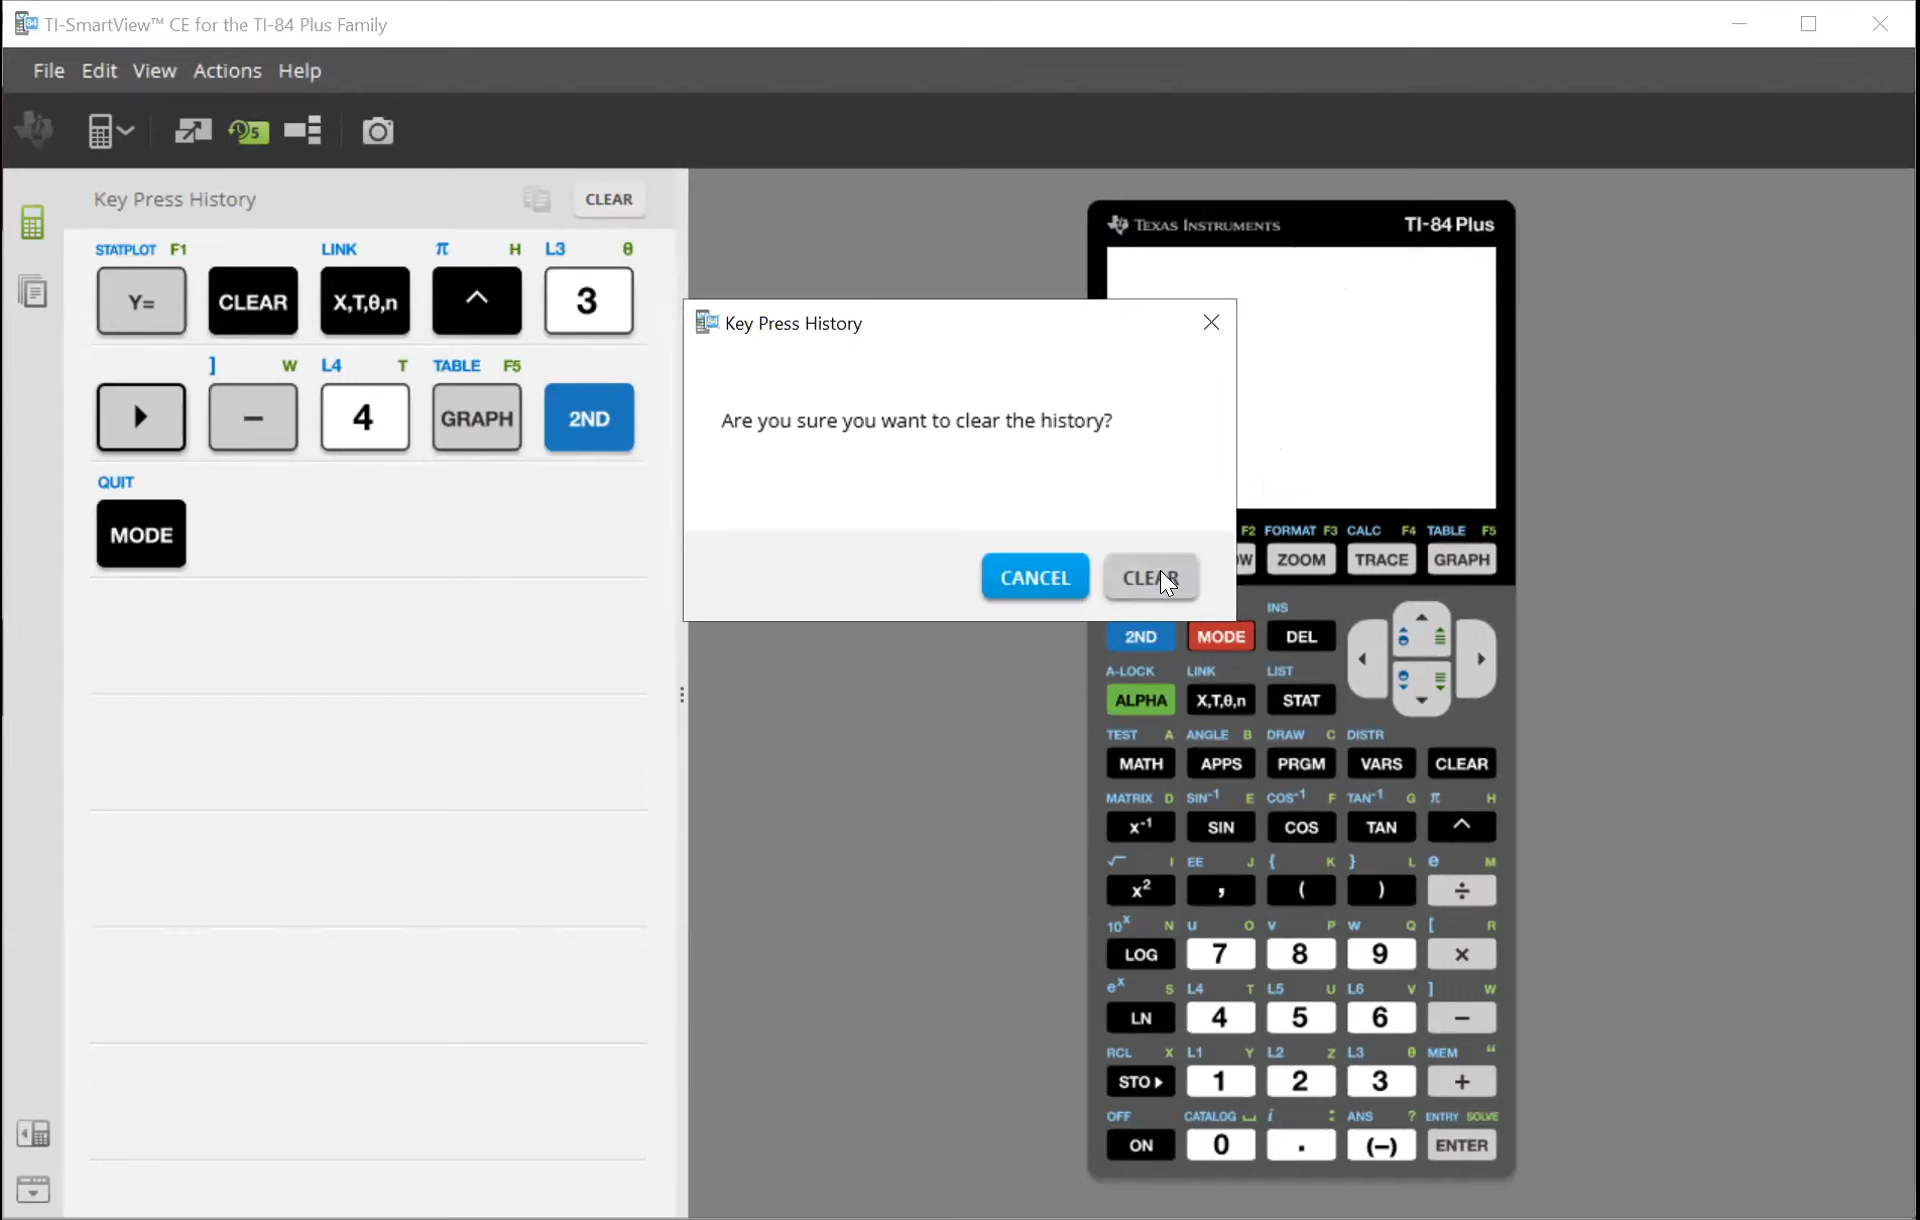 TI-SmartView™ CE for the TI-84 Plus Family
File Edit View Actions Help
5
Key Press History CLEAR
STATPLOT F1 LINK π H L3 θ
Y= CLEAR X,T,θ,n ^ 3
] W L4 T TABLE F5
− 4 GRAPH 2ND
QUIT
MODE
Key Press History
Are you sure you want to clear the history?
CANCEL CLEAR
TEXAS INSTRUMENTS TI-84 Plus
F2 FORMAT F3 CALC F4 TABLE F5
OW ZOOM TRACE GRAPH
INS
2ND MODE DEL
A-LOCK LINK LIST
ALPHA X,T,θ,n STAT
TEST A ANGLE B DRAW C DISTR
MATH APPS PRGM VARS CLEAR
MATRIX D SIN⁻¹ E COS⁻¹ F TAN⁻¹ G π H
x⁻¹ SIN COS TAN ^
√ I EE J { K } L e M
x² , ( ) ÷
10ˣ N u O v P w Q [ R
LOG 7 8 9 ×
eˣ S L4 T L5 U L6 V ] W
LN 4 5 6 −
RCL X L1 Y L2 Z L3 θ MEM “
STO▶ 1 2 3 +
OFF CATALOG ⎵ i : ANS ? ENTRY SOLVE
ON 0 . (−) ENTER